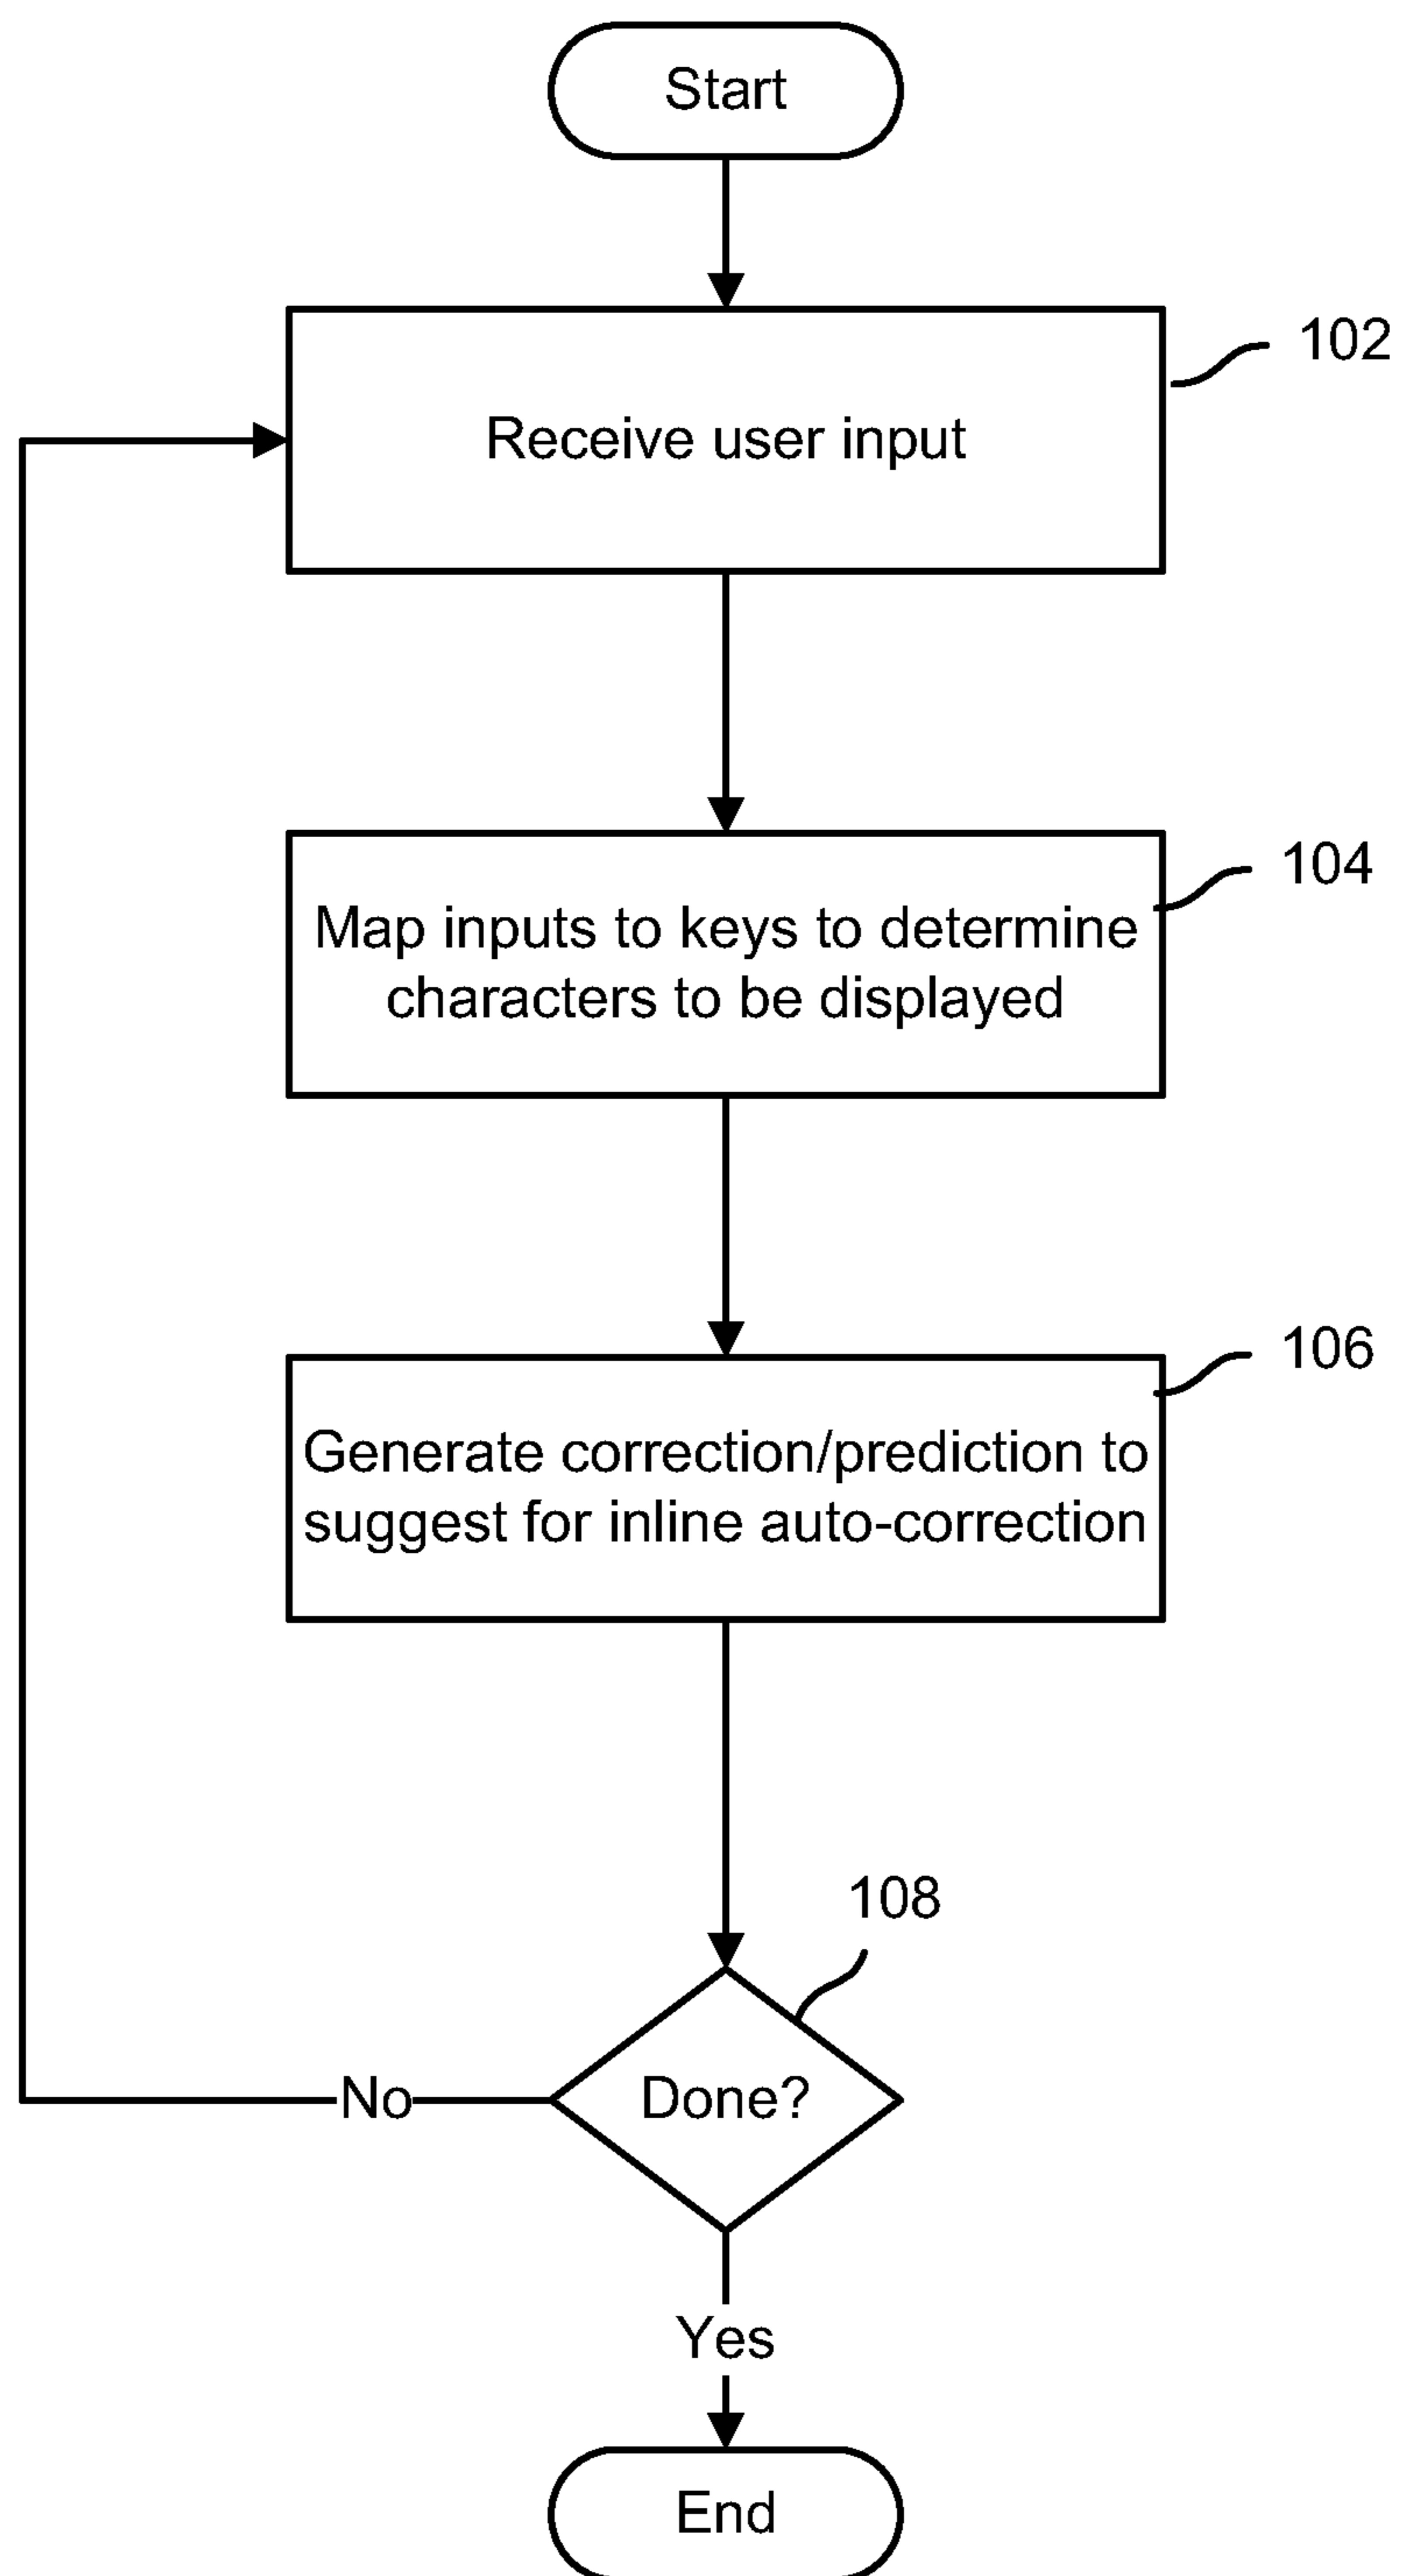 Start
102
Receive user input
104
Map inputs to keys to determine
characters to be displayed
106
Generate correction/prediction to
suggest for inline auto-correction
108
Done?
No
Yes
End